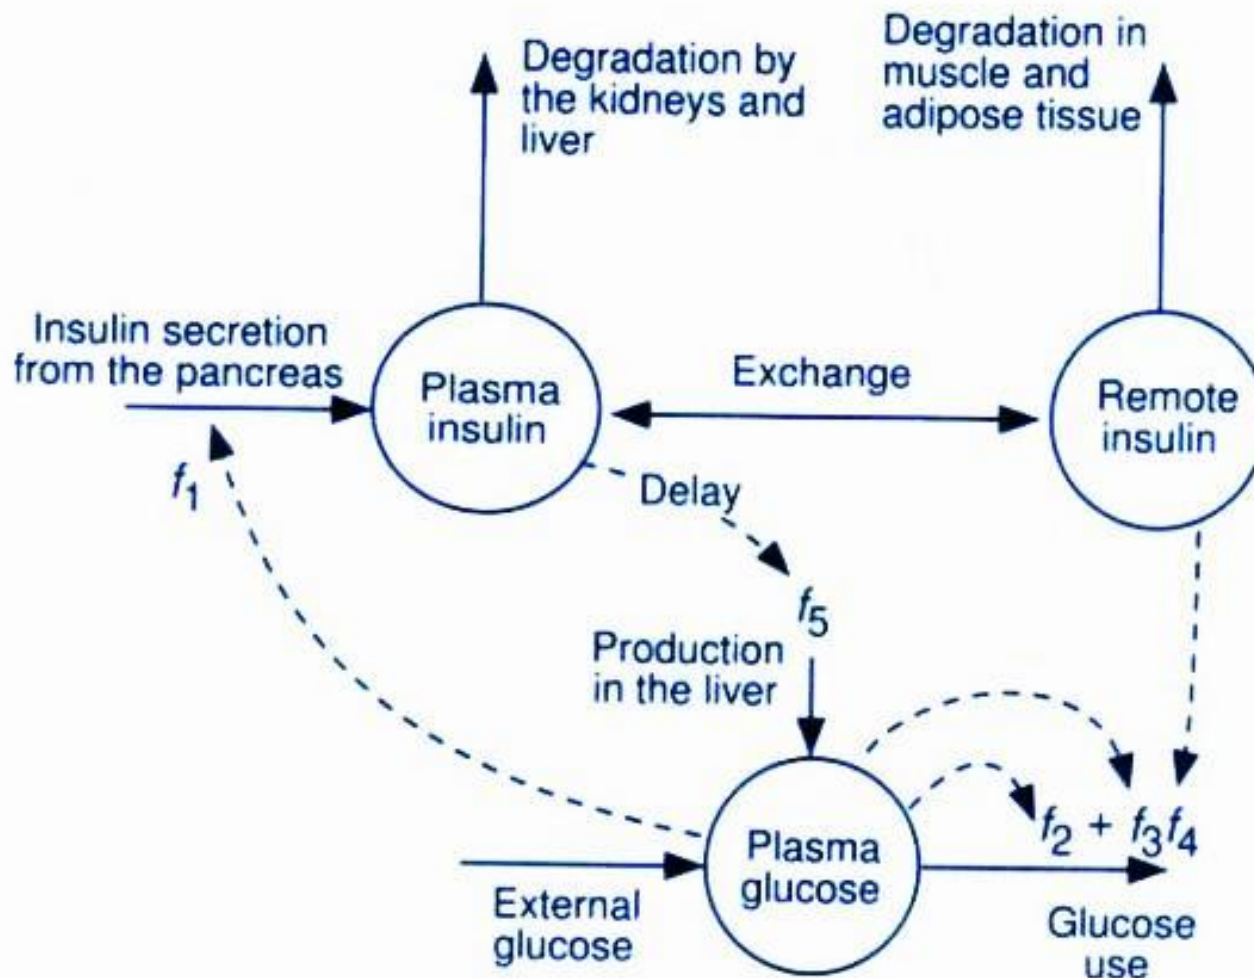 Degradation by
the kidneys and
liver
Degradation in
muscle and
adipose tissue
Insulin secretion
from the pancreas
Plasma
insulin
Exchange
Remote
insulin
f1
Delay
f5
Production
in the liver
f2 + f3f4
Plasma
glucose
External
glucose
Glucose
use